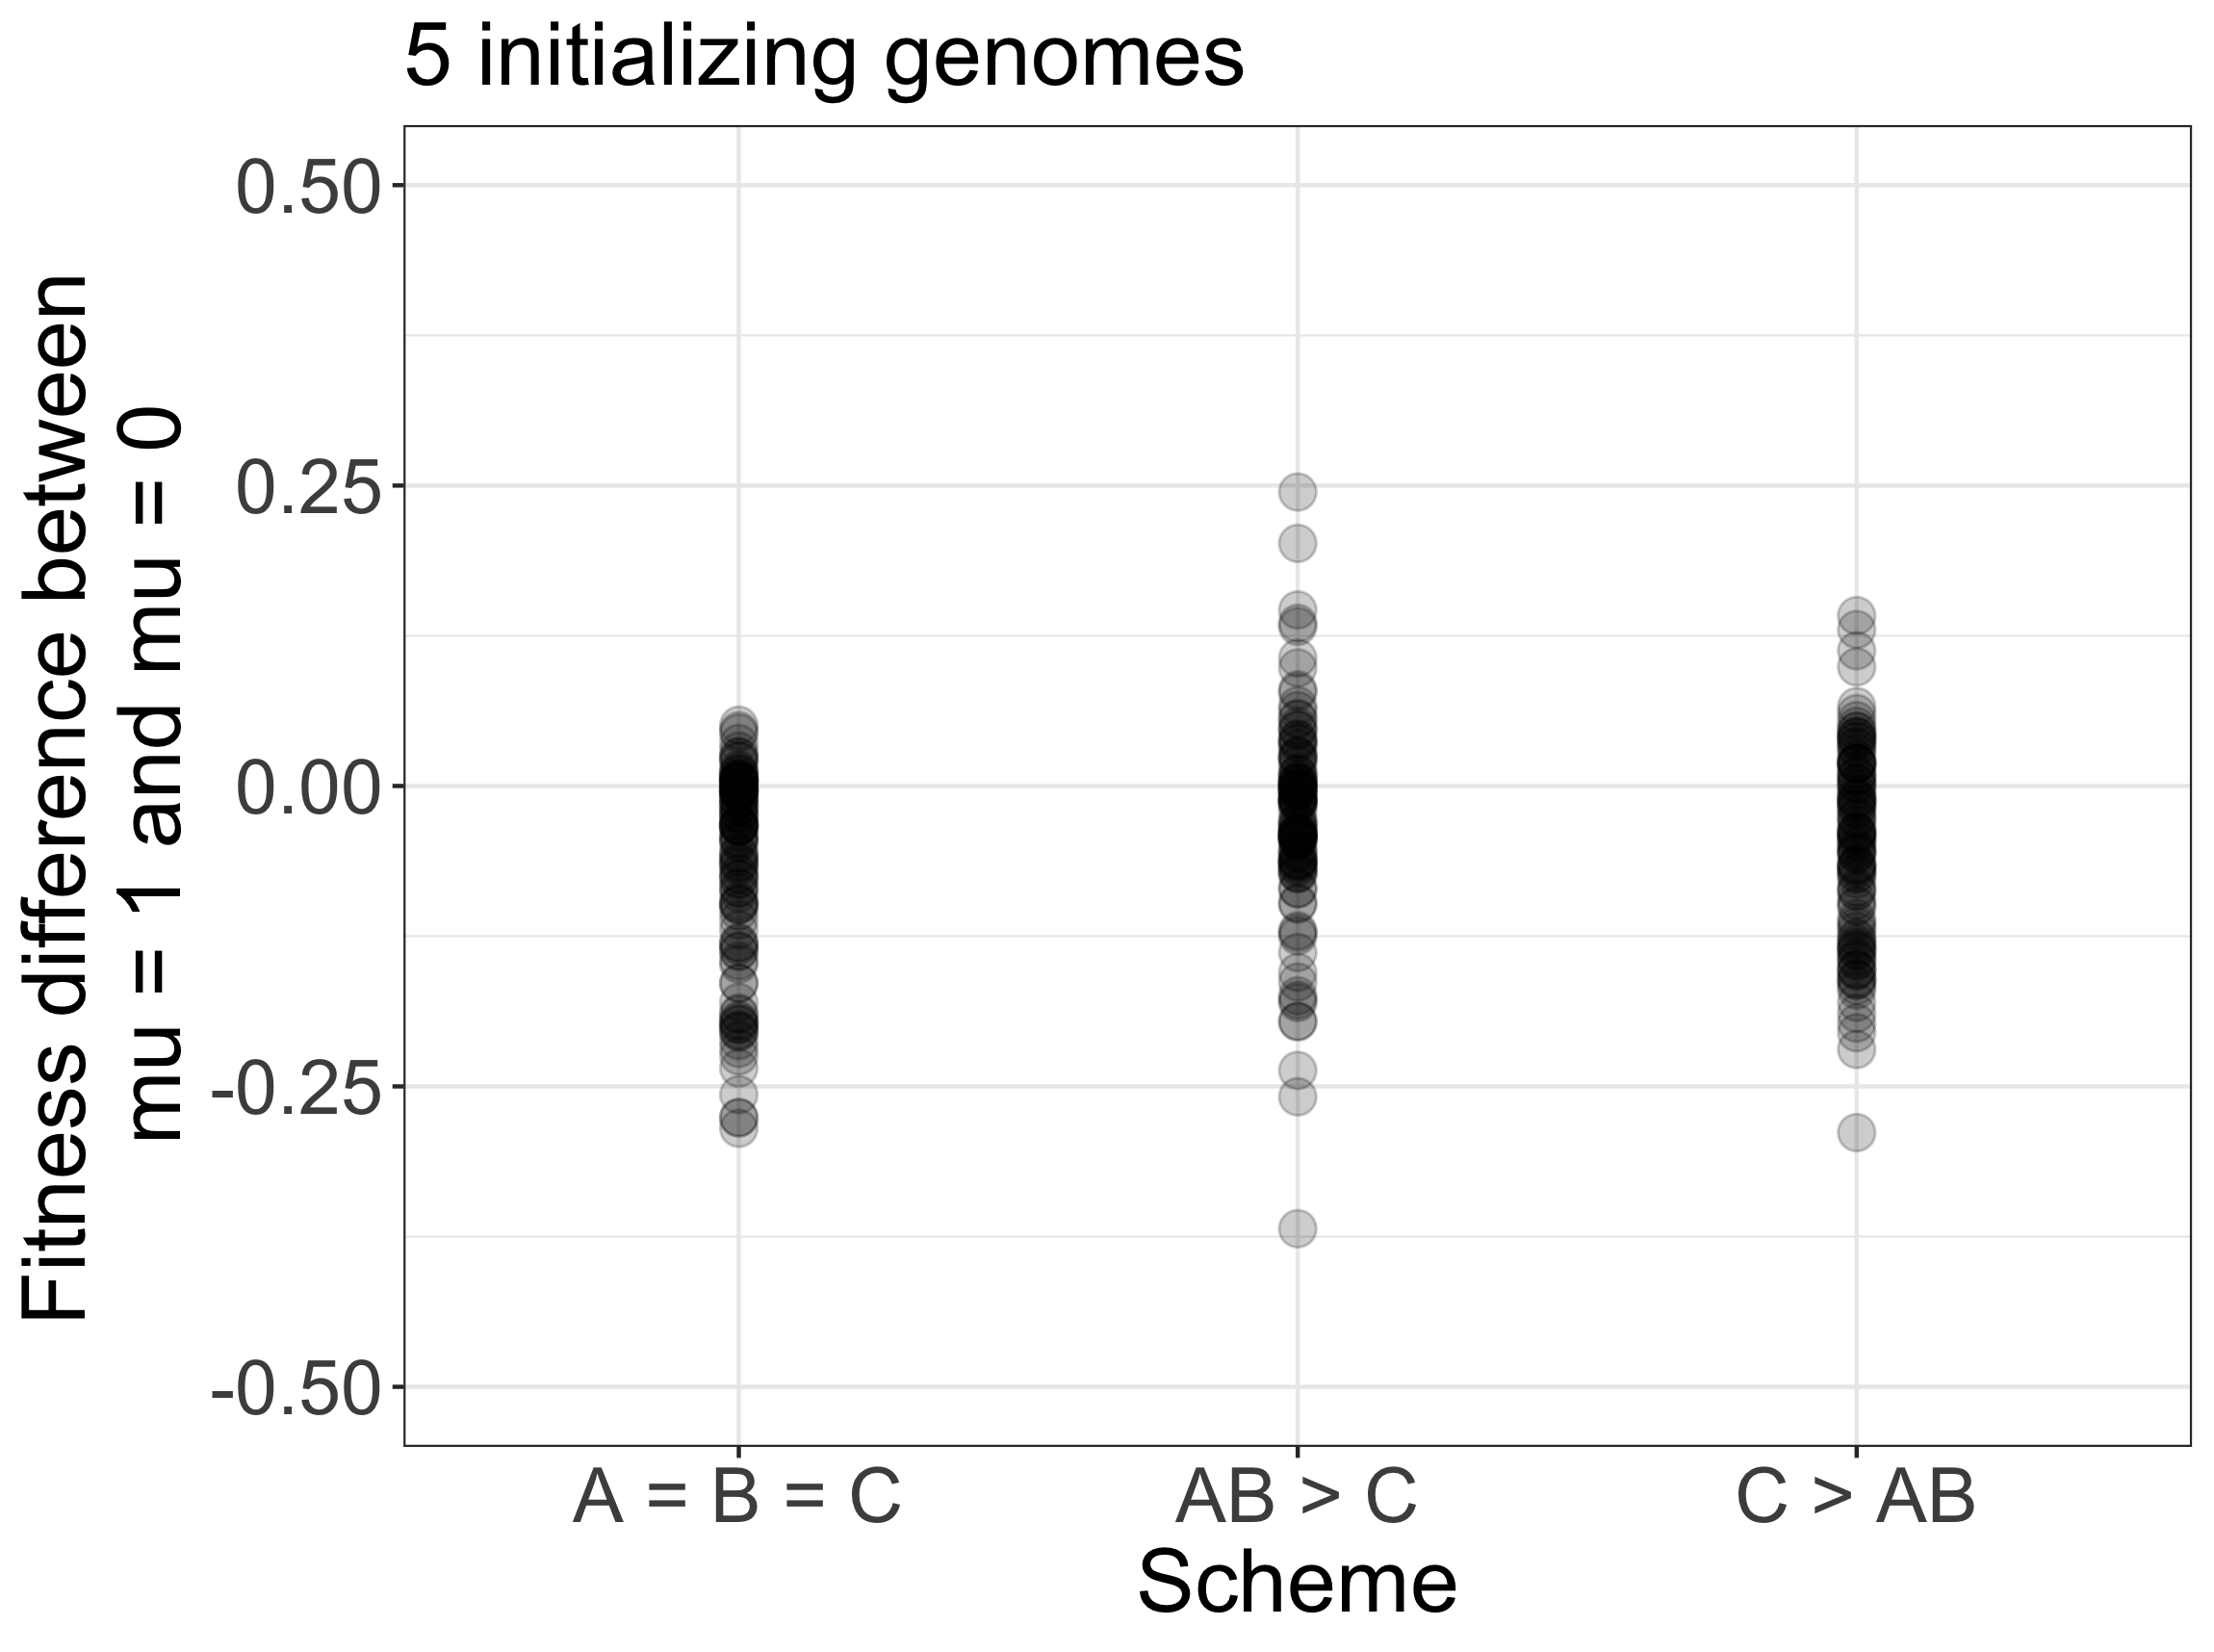 5 initializing genomes
Fitness difference between
mu = 1 and mu = 0
0.50
0.25
0.00
-0.25
-0.50
A = B = C
AB > C
C > AB
Scheme